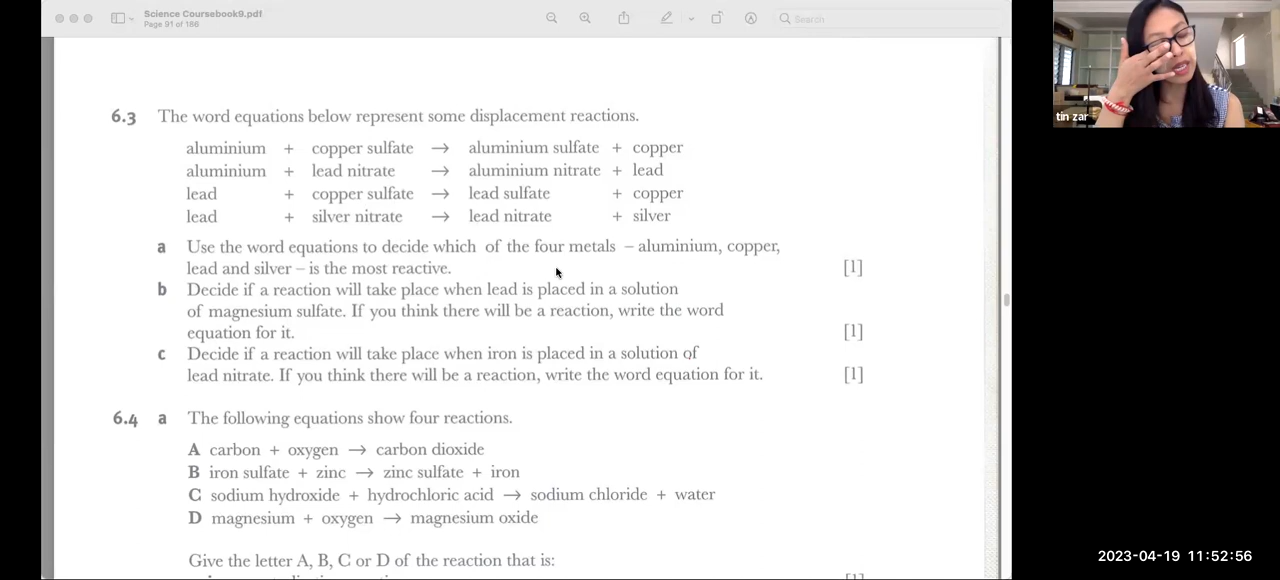 Science Coursebook9.pdf
Page 91 of 186
Search
tin zar
6.3 The word equations below represent some displacement reactions.
aluminium + copper sulfate → aluminium sulfate + copper
aluminium + lead nitrate → aluminium nitrate + lead
lead + copper sulfate → lead sulfate + copper
lead + silver nitrate → lead nitrate + silver
a Use the word equations to decide which of the four metals – aluminium, copper,
lead and silver – is the most reactive. [1]
b Decide if a reaction will take place when lead is placed in a solution
of magnesium sulfate. If you think there will be a reaction, write the word
equation for it. [1]
c Decide if a reaction will take place when iron is placed in a solution of
lead nitrate. If you think there will be a reaction, write the word equation for it. [1]
6.4 a The following equations show four reactions.
A carbon + oxygen → carbon dioxide
B iron sulfate + zinc → zinc sulfate + iron
C sodium hydroxide + hydrochloric acid → sodium chloride + water
D magnesium + oxygen → magnesium oxide
Give the letter A, B, C or D of the reaction that is:
2023-04-19 11:52:56